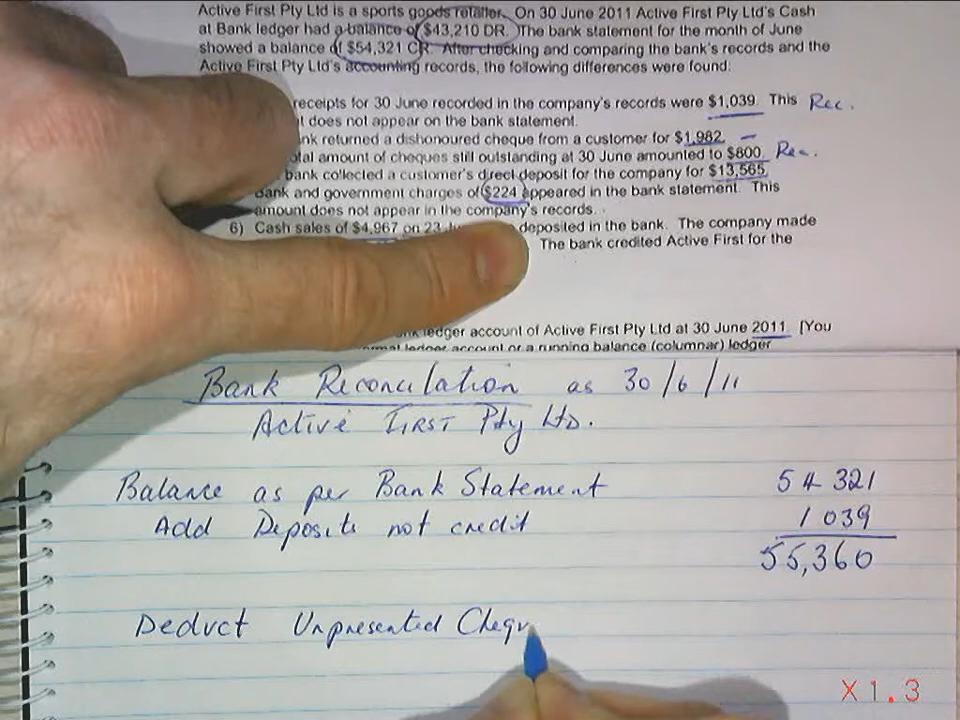 Active First Pty Ltd is a sports goods retailer. On 30 June 2011 Active First Pty Ltd's Cash
at Bank ledger had a balance of $43,210 DR. The bank statement for the month of June
showed a balance of $54,321 CR. After checking and comparing the bank's records and the
Active First Pty Ltd's accounting records, the following differences were found:
receipts for 30 June recorded in the company's records were $1,039. This Rec.
does not appear on the bank statement.
returned a dishonoured cheque from a customer for $1,982.
amount of cheques still outstanding at 30 June amounted to $800. Rec.
bank collected a customer's direct deposit for the company for $13,565.
Bank and government charges of $224 appeared in the bank statement. This
amount does not appear in the company's records.
6) Cash sales of $4,967 on 23 deposited in the bank. The company made
The bank credited Active First for the
ledger account of Active First Pty Ltd at 30 June 2011. [You
ledger account or a running balance (columnar) ledger
Bank Reconculation as 30/6/11
Active First Pty Ltd.
Balance as per Bank Statement 54 321
Add Deposits not credit 1 039
55,360
Deduct Unpresented Chequ
X1.3